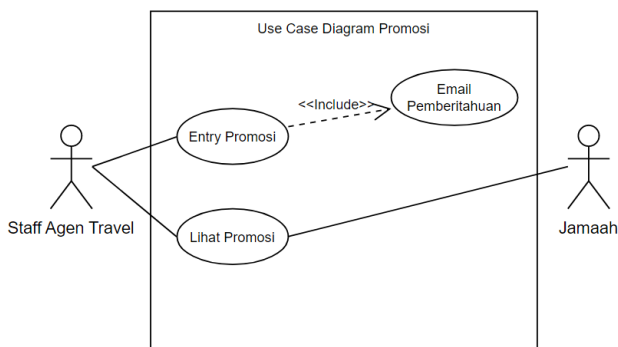 Use Case Diagram Promosi
<<Include>>
Email
Pemberitahuan
Entry Promosi
Staff Agen Travel
Lihat Promosi
Jamaah